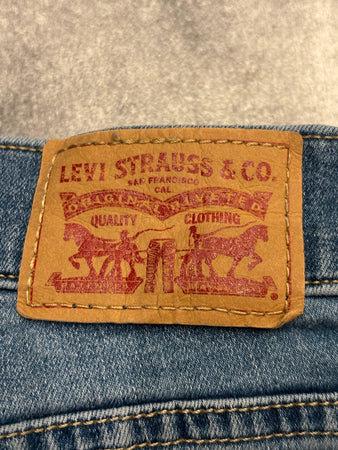 LEVI STRAUSS & CO.
SAN FRANCISCO
CAL
ORIGINAL RIVETED
QUALITY CLOTHING
®